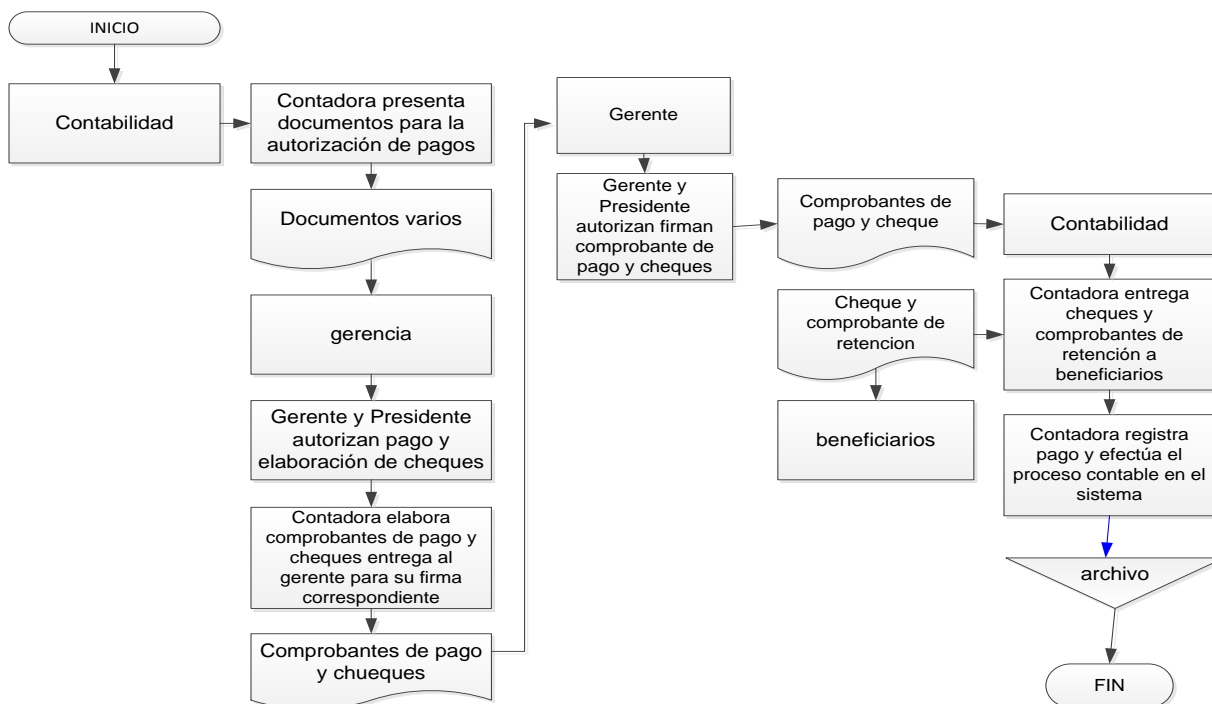 INICIO
Contabilidad
Contadora presenta
documentos para la
autorización de pagos
Documentos varios
gerencia
Gerente y Presidente
autorizan pago y
elaboración de cheques
Contadora elabora
comprobantes de pago y
cheques entrega al
gerente para su firma
correspondiente
Comprobantes de pago
y chueques
Gerente
Gerente y
Presidente
autorizan firman
comprobante de
pago y cheques
Comprobantes de
pago y cheque
Contabilidad
Cheque y
comprobante de
retencion
beneficiarios
Contadora entrega
cheques y
comprobantes de
retención a
beneficiarios
Contadora registra
pago y efectúa el
proceso contable en el
sistema
archivo
FIN